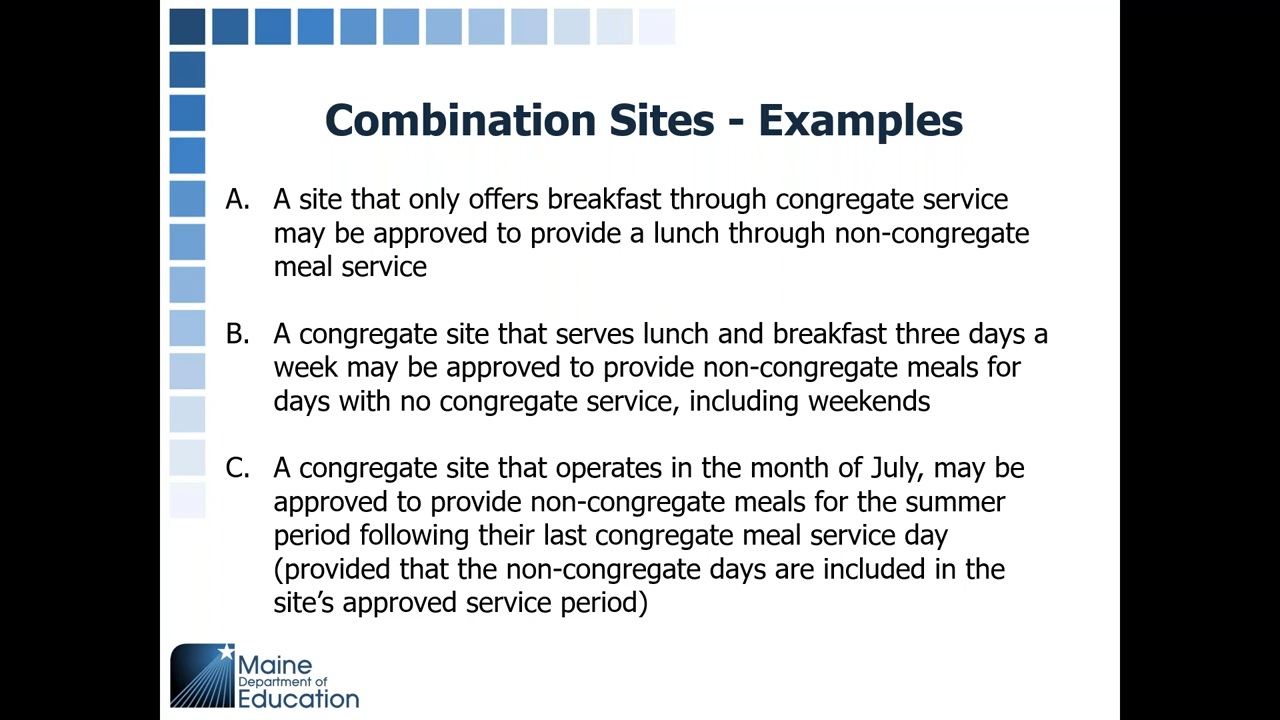 Combination Sites - Examples
A. A site that only offers breakfast through congregate service
may be approved to provide a lunch through non-congregate
meal service
B. A congregate site that serves lunch and breakfast three days a
week may be approved to provide non-congregate meals for
days with no congregate service, including weekends
C. A congregate site that operates in the month of July, may be
approved to provide non-congregate meals for the summer
period following their last congregate meal service day
(provided that the non-congregate days are included in the
site’s approved service period)
Maine
Department of
Education